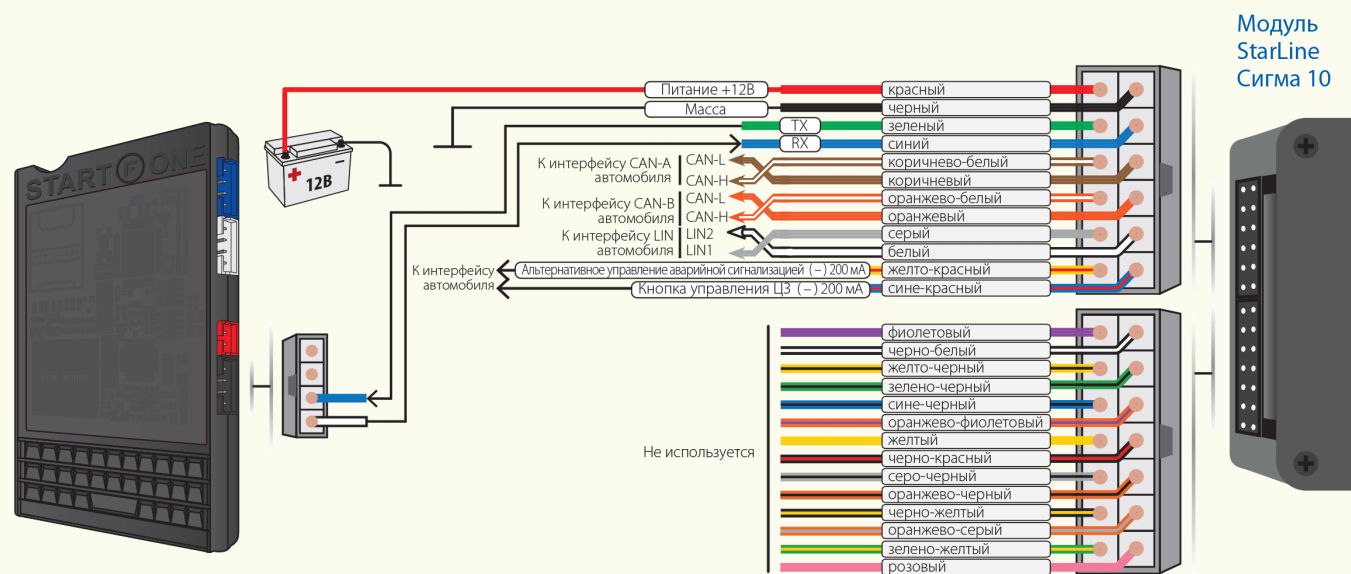 Модуль
StarLine
Сигма 10
START F ONE
12В
Питание +12В
красный
Масса
черный
TX
зеленый
RX
синий
К интерфейсу CAN-A
автомобиля
CAN-L
коричнево-белый
CAN-H
коричневый
К интерфейсу CAN-B
автомобиля
CAN-L
оранжево-белый
CAN-H
оранжевый
К интерфейсу LIN
автомобиля
LIN2
серый
LIN1
белый
К интерфейсу
автомобиля
Альтернативное управление аварийной сигнализацией (–) 200 мА
желто-красный
Кнопка управления ЦЗ (–) 200 мА
сине-красный
Не используется
фиолетовый
черно-белый
желто-черный
зелено-черный
сине-черный
оранжево-фиолетовый
желтый
черно-красный
серо-черный
оранжево-черный
черно-желтый
оранжево-серый
зелено-желтый
розовый